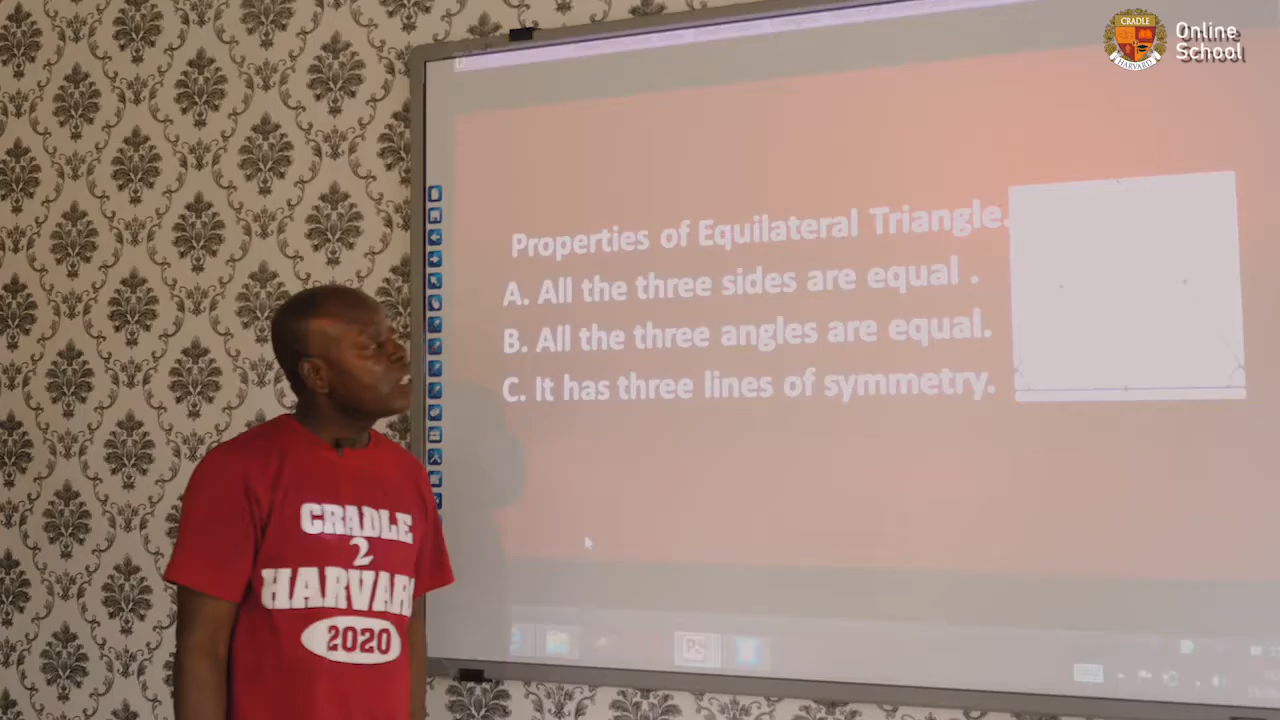 CRADLE
HARVARD
Online
School
Properties of Equilateral Triangle.
A. All the three sides are equal .
B. All the three angles are equal.
C. It has three lines of symmetry.
CRADLE
2
HARVARD
2020
PS